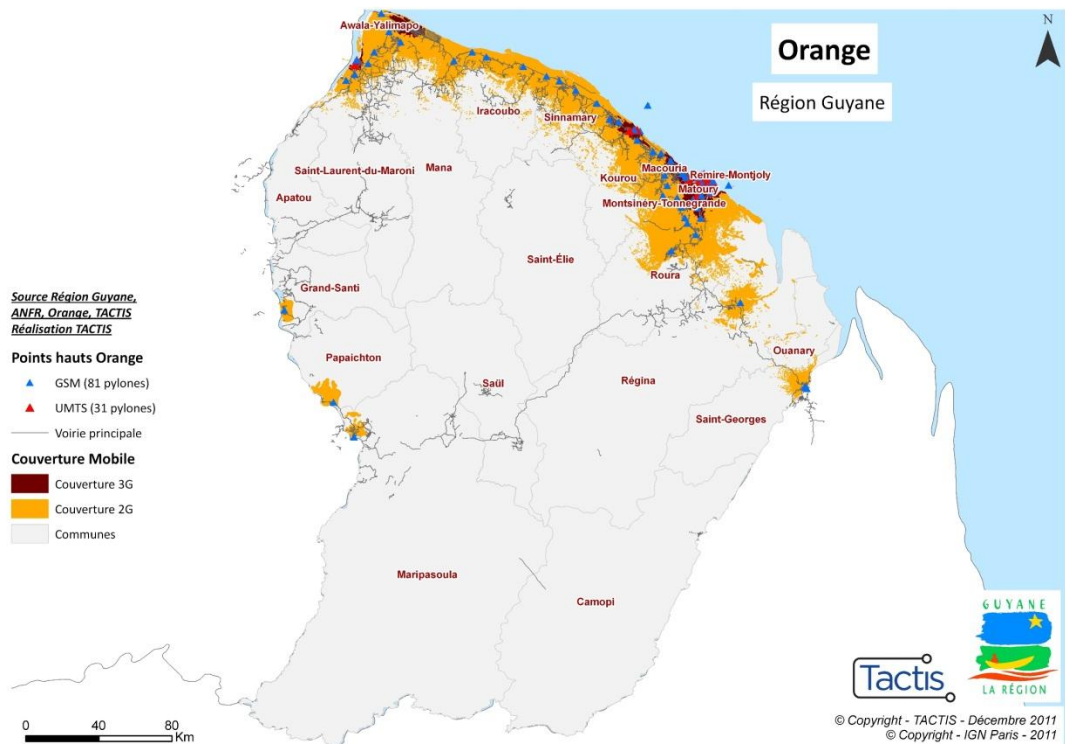 Orange
Région Guyane
N
Awala-Yalimapo
Iracoubo
Sinnamary
Saint-Laurent-du-Maroni
Mana
Kourou
Macouria
Remire-Montjoly
Matoury
Montsinéry-Tonnegrande
Apatou
Saint-Élie
Roura
Grand-Santi
Ouanary
Papaichton
Saül
Régina
Saint-Georges
Maripasoula
Camopi
Source Région Guyane,
ANFR, Orange, TACTIS
Réalisation TACTIS
Points hauts Orange
GSM (81 pylones)
UMTS (31 pylones)
Voirie principale
Couverture Mobile
Couverture 3G
Couverture 2G
Communes
0 40 80
Km
Tactis
GUYANE
LA RÉGION
© Copyright - TACTIS - Décembre 2011
© Copyright - IGN Paris - 2011